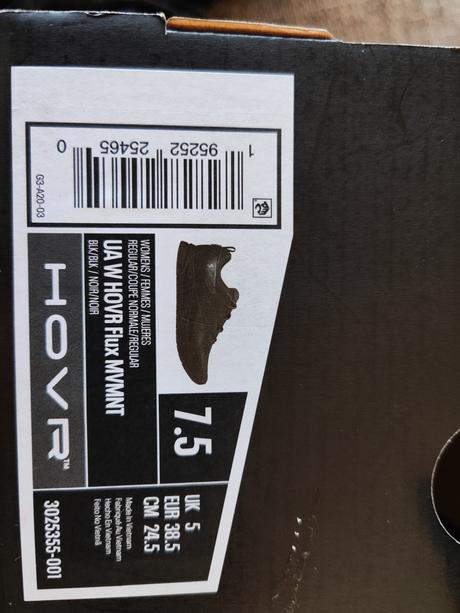 1 95252 25465 0
G3-A20-03
WOMENS / FEMMES / MUJERES
REGULAR/COUPE NORMALE/REGULAR
UA W HOVR Flux MVMNT
BLK/BLK / NOIR/NOIR
HOVR™
7.5
UK 5
EUR 38.5
CM 24.5
Made in Vietnam
Fabriqué Au Vietnam
Hecho En Vietnam
Feito No Vietnã
3025355-001